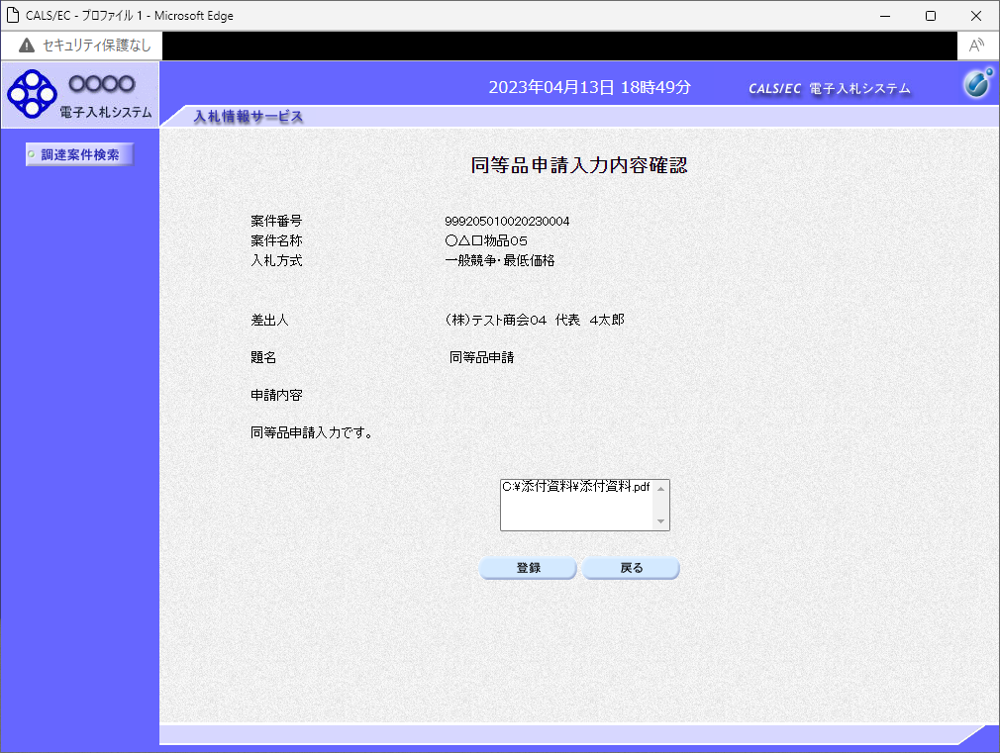 CALS/EC - プロファイル 1 - Microsoft Edge
セキュリティ保護なし
〇〇〇〇
電子入札システム
2023年04月13日 18時49分
CALS/EC 電子入札システム
入札情報サービス
調達案件検索
同等品申請入力内容確認
案件番号 999205010020230004
案件名称 〇△□物品05
入札方式 一般競争・最低価格
差出人 (株)テスト商会04 代表 4太郎
題名 同等品申請
申請内容
同等品申請入力です。
C:¥添付資料¥添付資料.pdf
登録 戻る